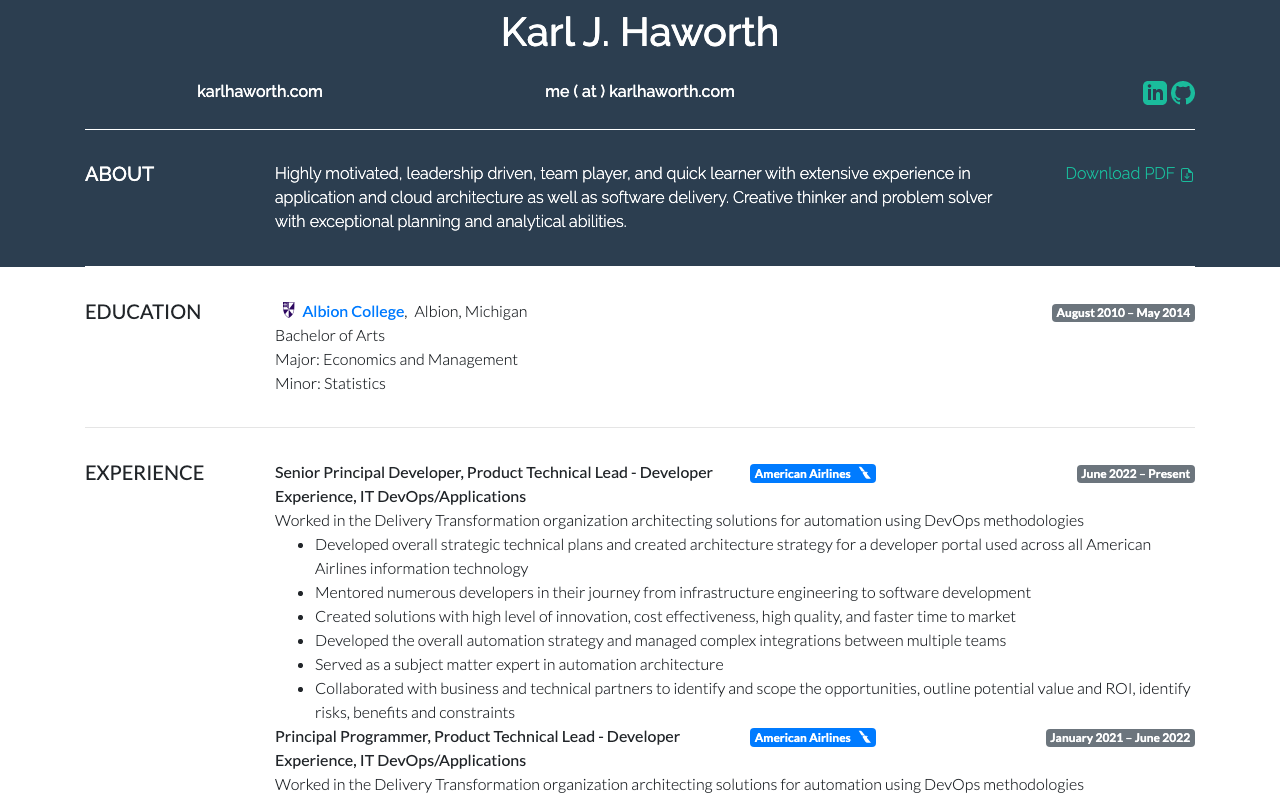 Karl J. Haworth
karlhaworth.com me ( at ) karlhaworth.com
ABOUT
Highly motivated, leadership driven, team player, and quick learner with extensive experience in
application and cloud architecture as well as software delivery. Creative thinker and problem solver
with exceptional planning and analytical abilities.
Download PDF
EDUCATION
Albion College, Albion, Michigan
August 2010 – May 2014
Bachelor of Arts
Major: Economics and Management
Minor: Statistics
EXPERIENCE
Senior Principal Developer, Product Technical Lead - Developer
Experience, IT DevOps/Applications
American Airlines
June 2022 – Present
Worked in the Delivery Transformation organization architecting solutions for automation using DevOps methodologies
• Developed overall strategic technical plans and created architecture strategy for a developer portal used across all American
Airlines information technology
• Mentored numerous developers in their journey from infrastructure engineering to software development
• Created solutions with high level of innovation, cost effectiveness, high quality, and faster time to market
• Developed the overall automation strategy and managed complex integrations between multiple teams
• Served as a subject matter expert in automation architecture
• Collaborated with business and technical partners to identify and scope the opportunities, outline potential value and ROI, identify
risks, benefits and constraints
Principal Programmer, Product Technical Lead - Developer
Experience, IT DevOps/Applications
American Airlines
January 2021 – June 2022
Worked in the Delivery Transformation organization architecting solutions for automation using DevOps methodologies